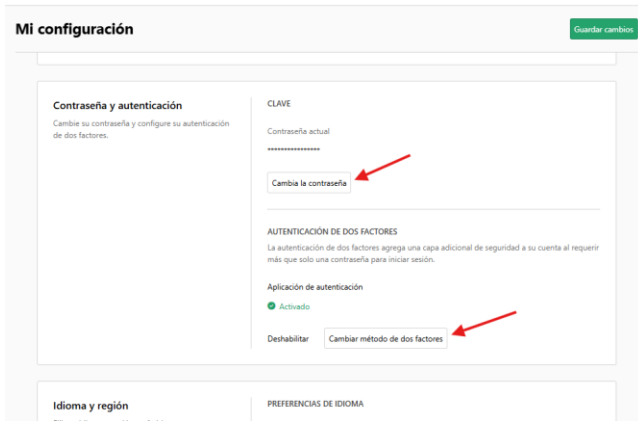 Mi configuración
Guardar cambios
Contraseña y autenticación
Cambie su contraseña y configure su autenticación
de dos factores.
CLAVE
Contraseña actual
****************
Cambia la contraseña
AUTENTICACIÓN DE DOS FACTORES
La autenticación de dos factores agrega una capa adicional de seguridad a su cuenta al requerir
más que solo una contraseña para iniciar sesión.
Aplicación de autenticación
Activado
Deshabilitar
Cambiar método de dos factores
Idioma y región
PREFERENCIAS DE IDIOMA